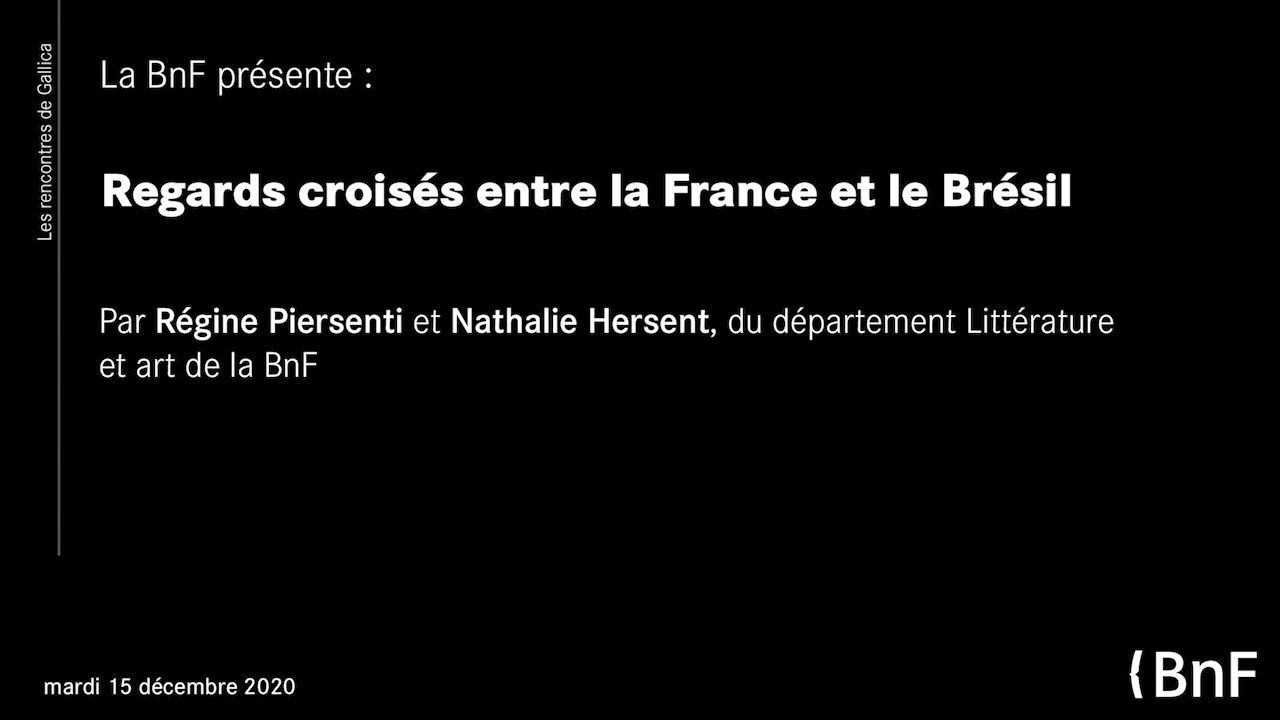 Les rencontres de Gallica
La BnF présente :
Regards croisés entre la France et le Brésil
Par Régine Piersenti et Nathalie Hersent, du département Littérature
et art de la BnF
mardi 15 décembre 2020
{BnF